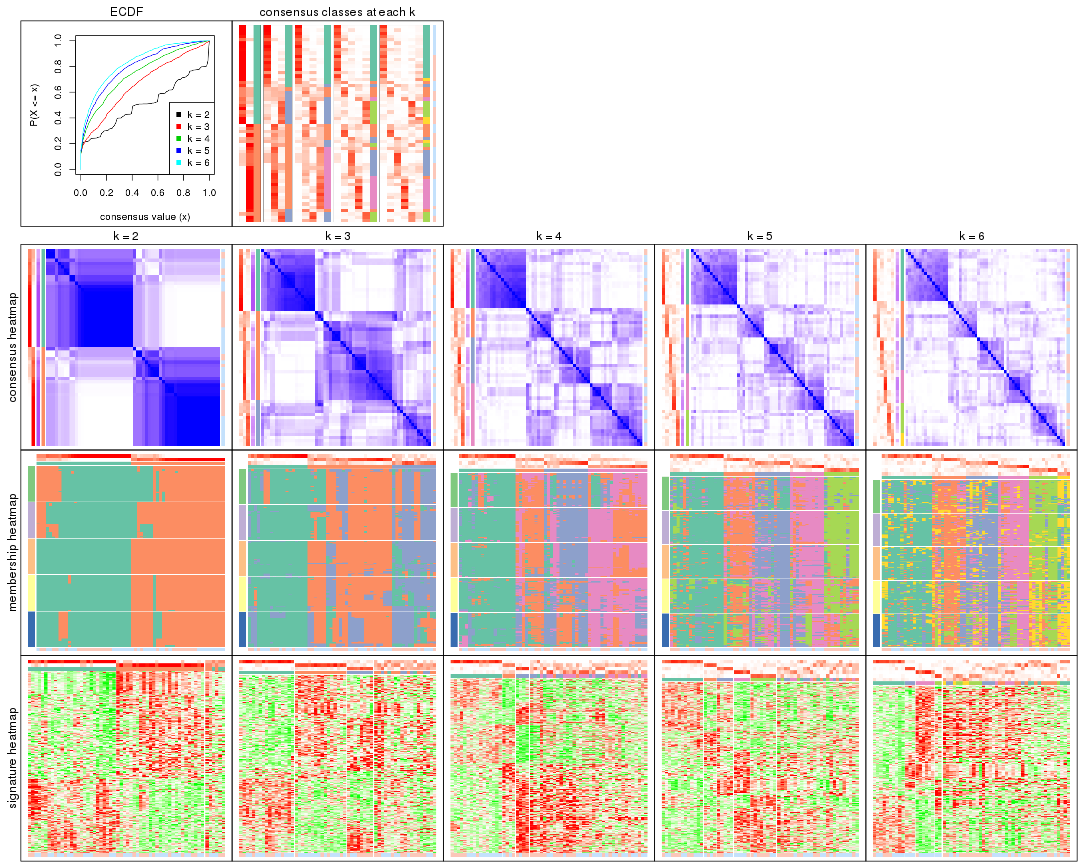 ECDF
consensus classes at each k
P(X <= x)
0.0 0.2 0.4 0.6 0.8 1.0
k = 2
k = 3
k = 4
k = 5
k = 6
0.0 0.2 0.4 0.6 0.8 1.0
consensus value (x)
k = 2
k = 3
k = 4
k = 5
k = 6
consensus heatmap
membership heatmap
signature heatmap